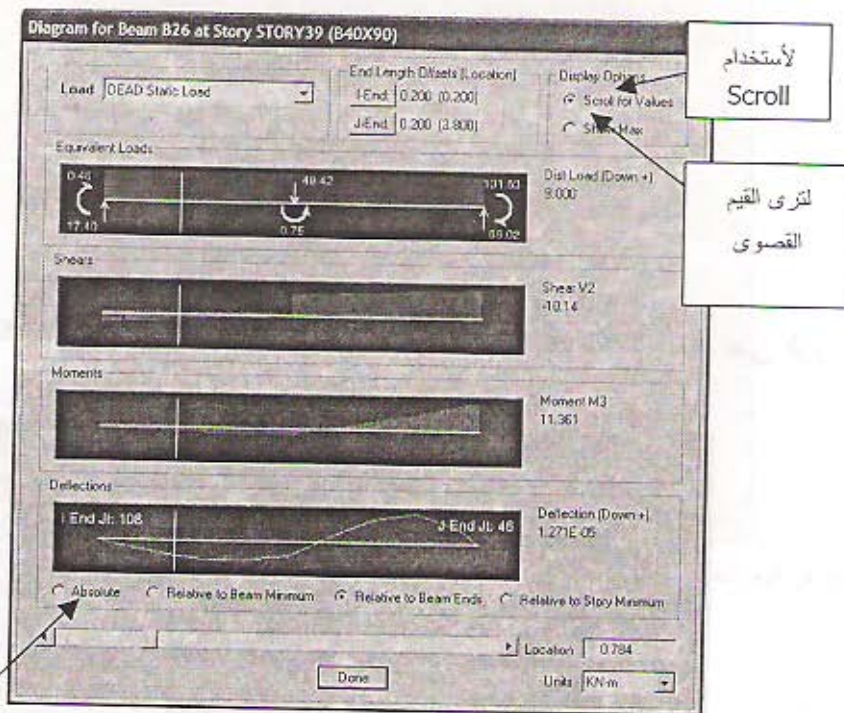 Diagram for Beam B26 at Story STORY39 (B40X90)
Load DEAD Static Load
End Length Offsets (Location)
I-End 0.200 (0.200)
J-End 0.200 (3.800)
Display Options
Scroll for Values
Show Max
لأستخدام
Scroll
لترى القيم
القصوى
Equivalent Loads
0.46
49.42
101.53
17.40
0.75
Dist Load (Down +)
9.000
Shears
Shear V2
-10.14
Moments
Moment M3
11.361
Deflections
I End Jt: 108
J End Jt: 46
Deflection (Down +)
1.271E-05
Absolute
Relative to Beam Minimum
Relative to Beam Ends
Relative to Story Minimum
Location 0.784
Done
Units KN-m